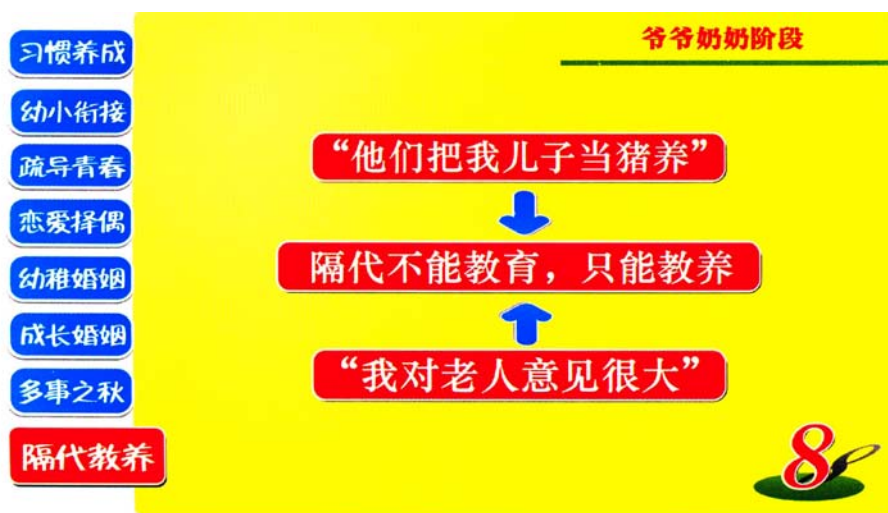 爷爷奶奶阶段
习惯养成
幼小衔接
疏导青春
恋爱择偶
幼稚婚姻
成长婚姻
多事之秋
隔代教养
“他们把我儿子当猪养”
隔代不能教育，只能教养
“我对老人意见很大”
8